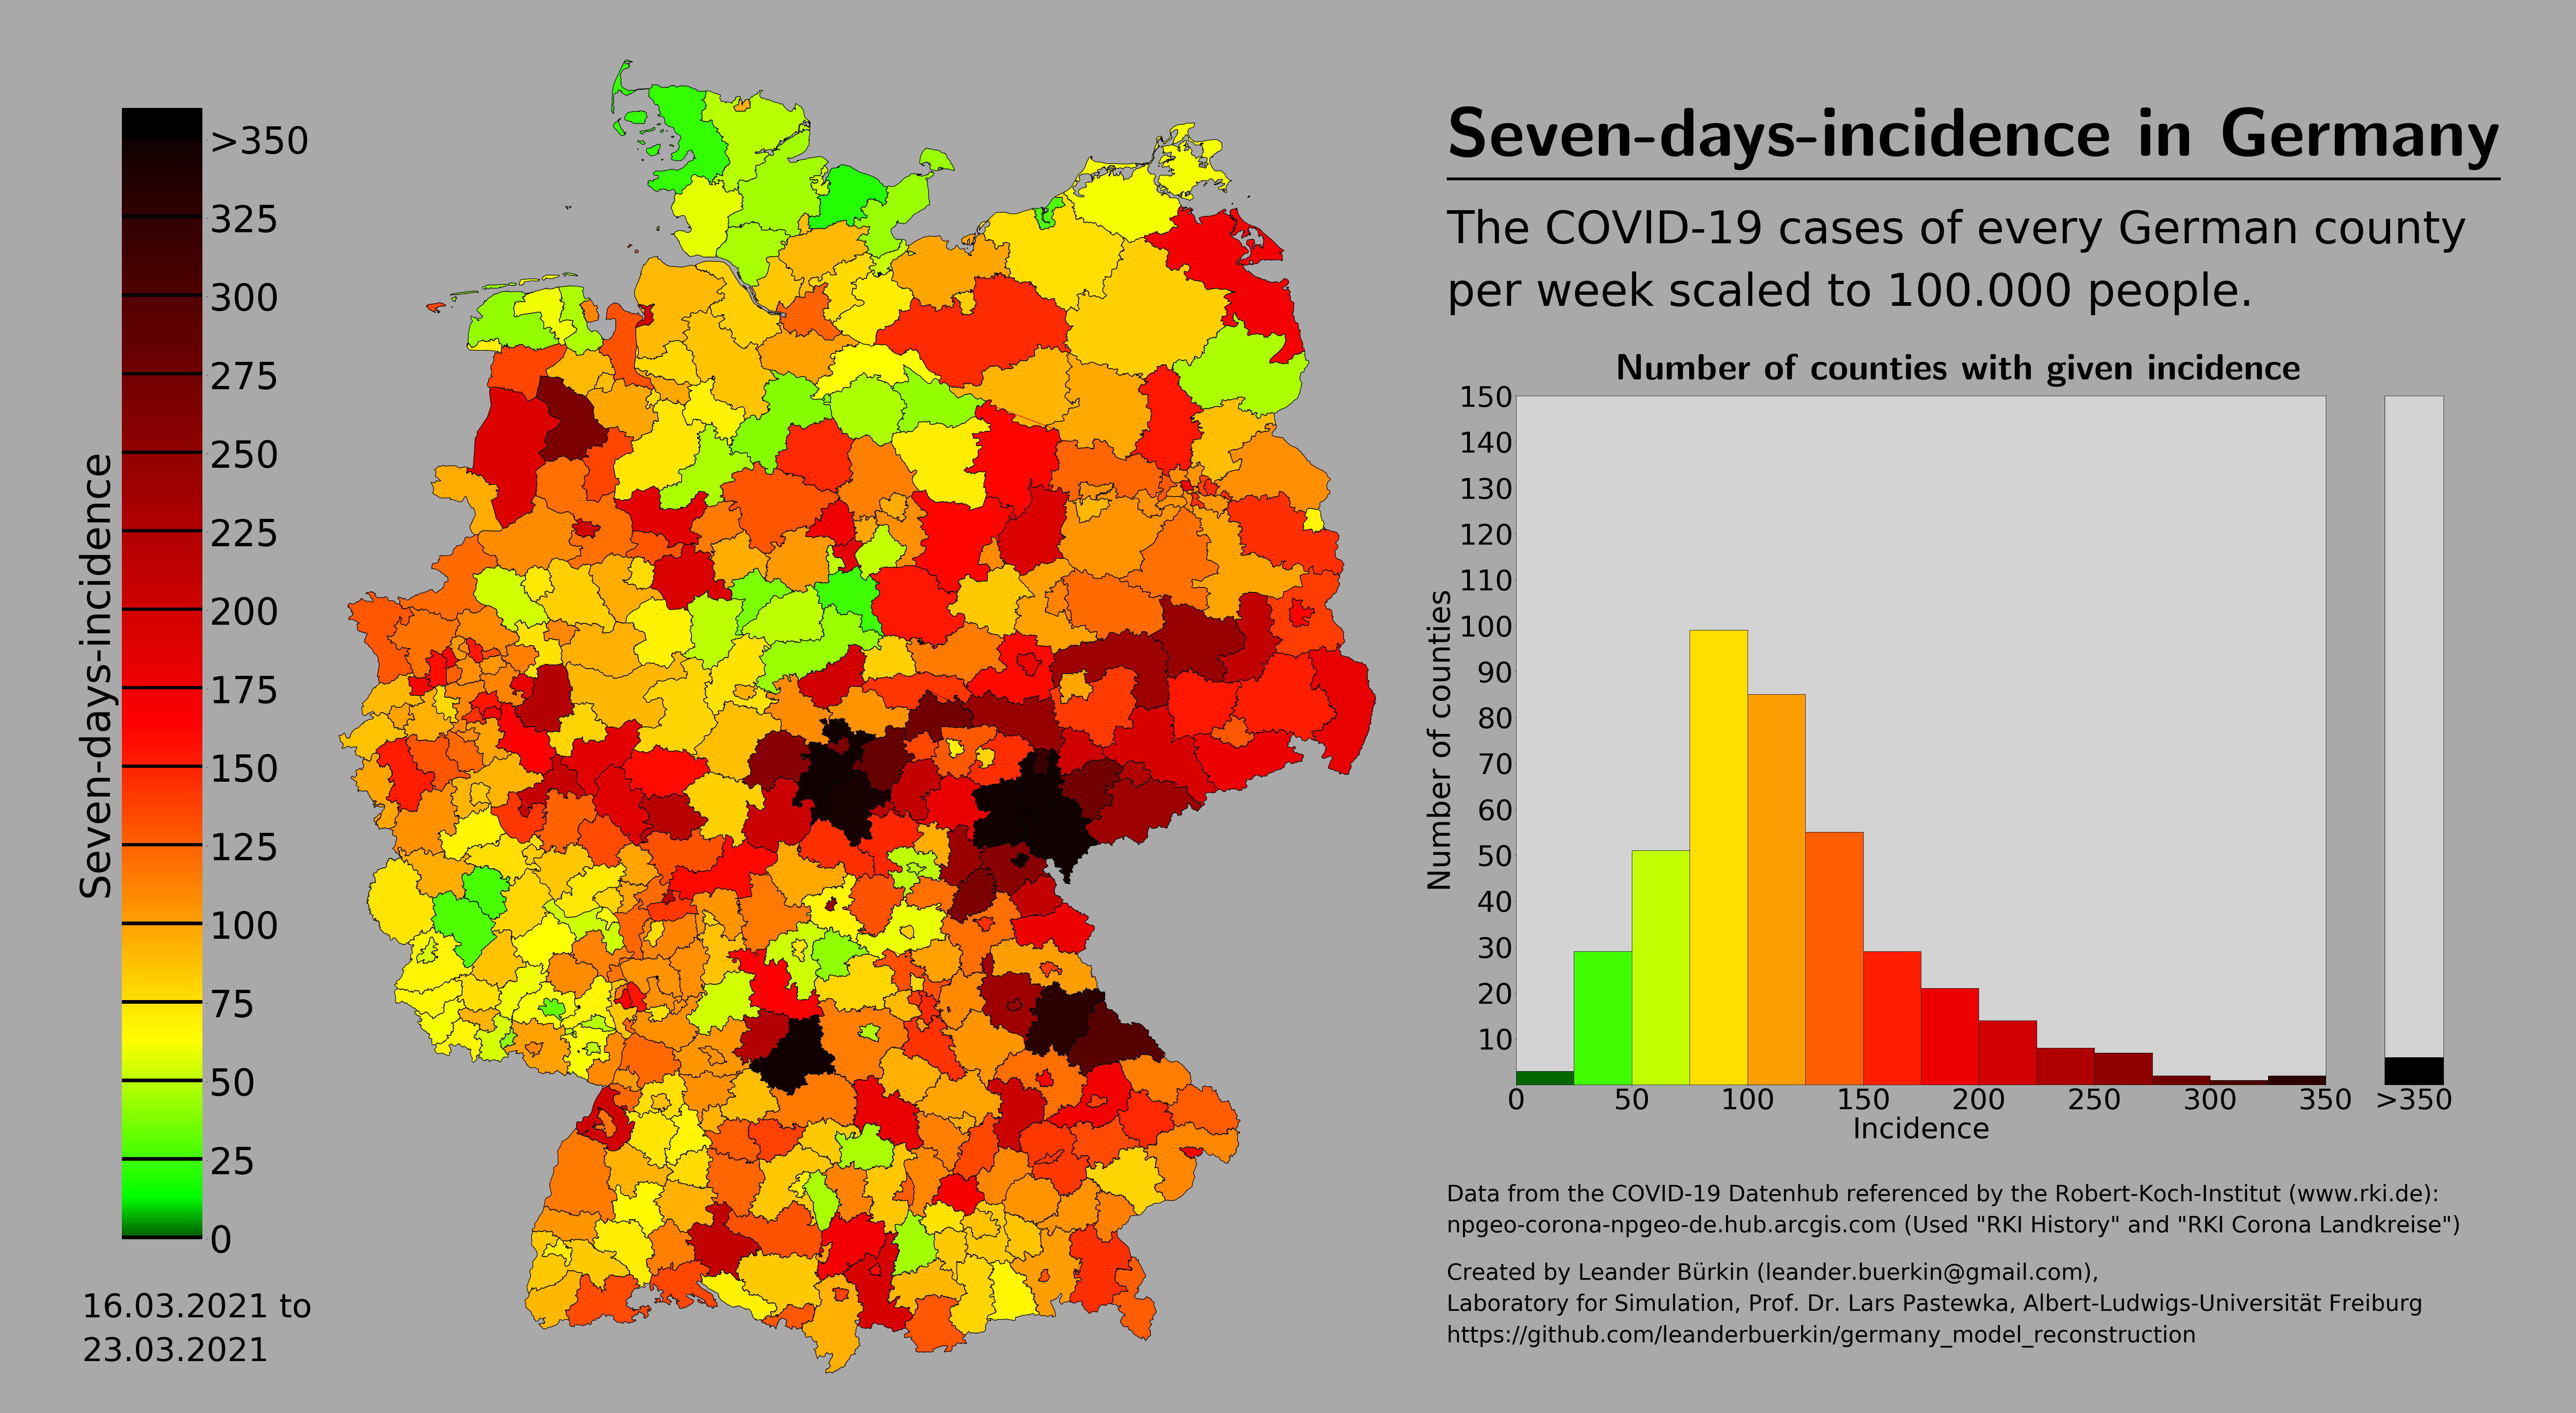 Seven-days-incidence in Germany
The COVID-19 cases of every German county
per week scaled to 100.000 people.
Seven-days-incidence
>350
325
300
275
250
225
200
175
150
125
100
75
50
25
0
16.03.2021 to
23.03.2021
Number of counties with given incidence
Number of counties
150
140
130
120
110
100
90
80
70
60
50
40
30
20
10
0 50 100 150 200 250 300 350 >350
Incidence
Data from the COVID-19 Datenhub referenced by the Robert-Koch-Institut (www.rki.de):
npgeo-corona-npgeo-de.hub.arcgis.com (Used "RKI History" and "RKI Corona Landkreise")
Created by Leander Bürkin (leander.buerkin@gmail.com),
Laboratory for Simulation, Prof. Dr. Lars Pastewka, Albert-Ludwigs-Universität Freiburg
https://github.com/leanderbuerkin/germany_model_reconstruction